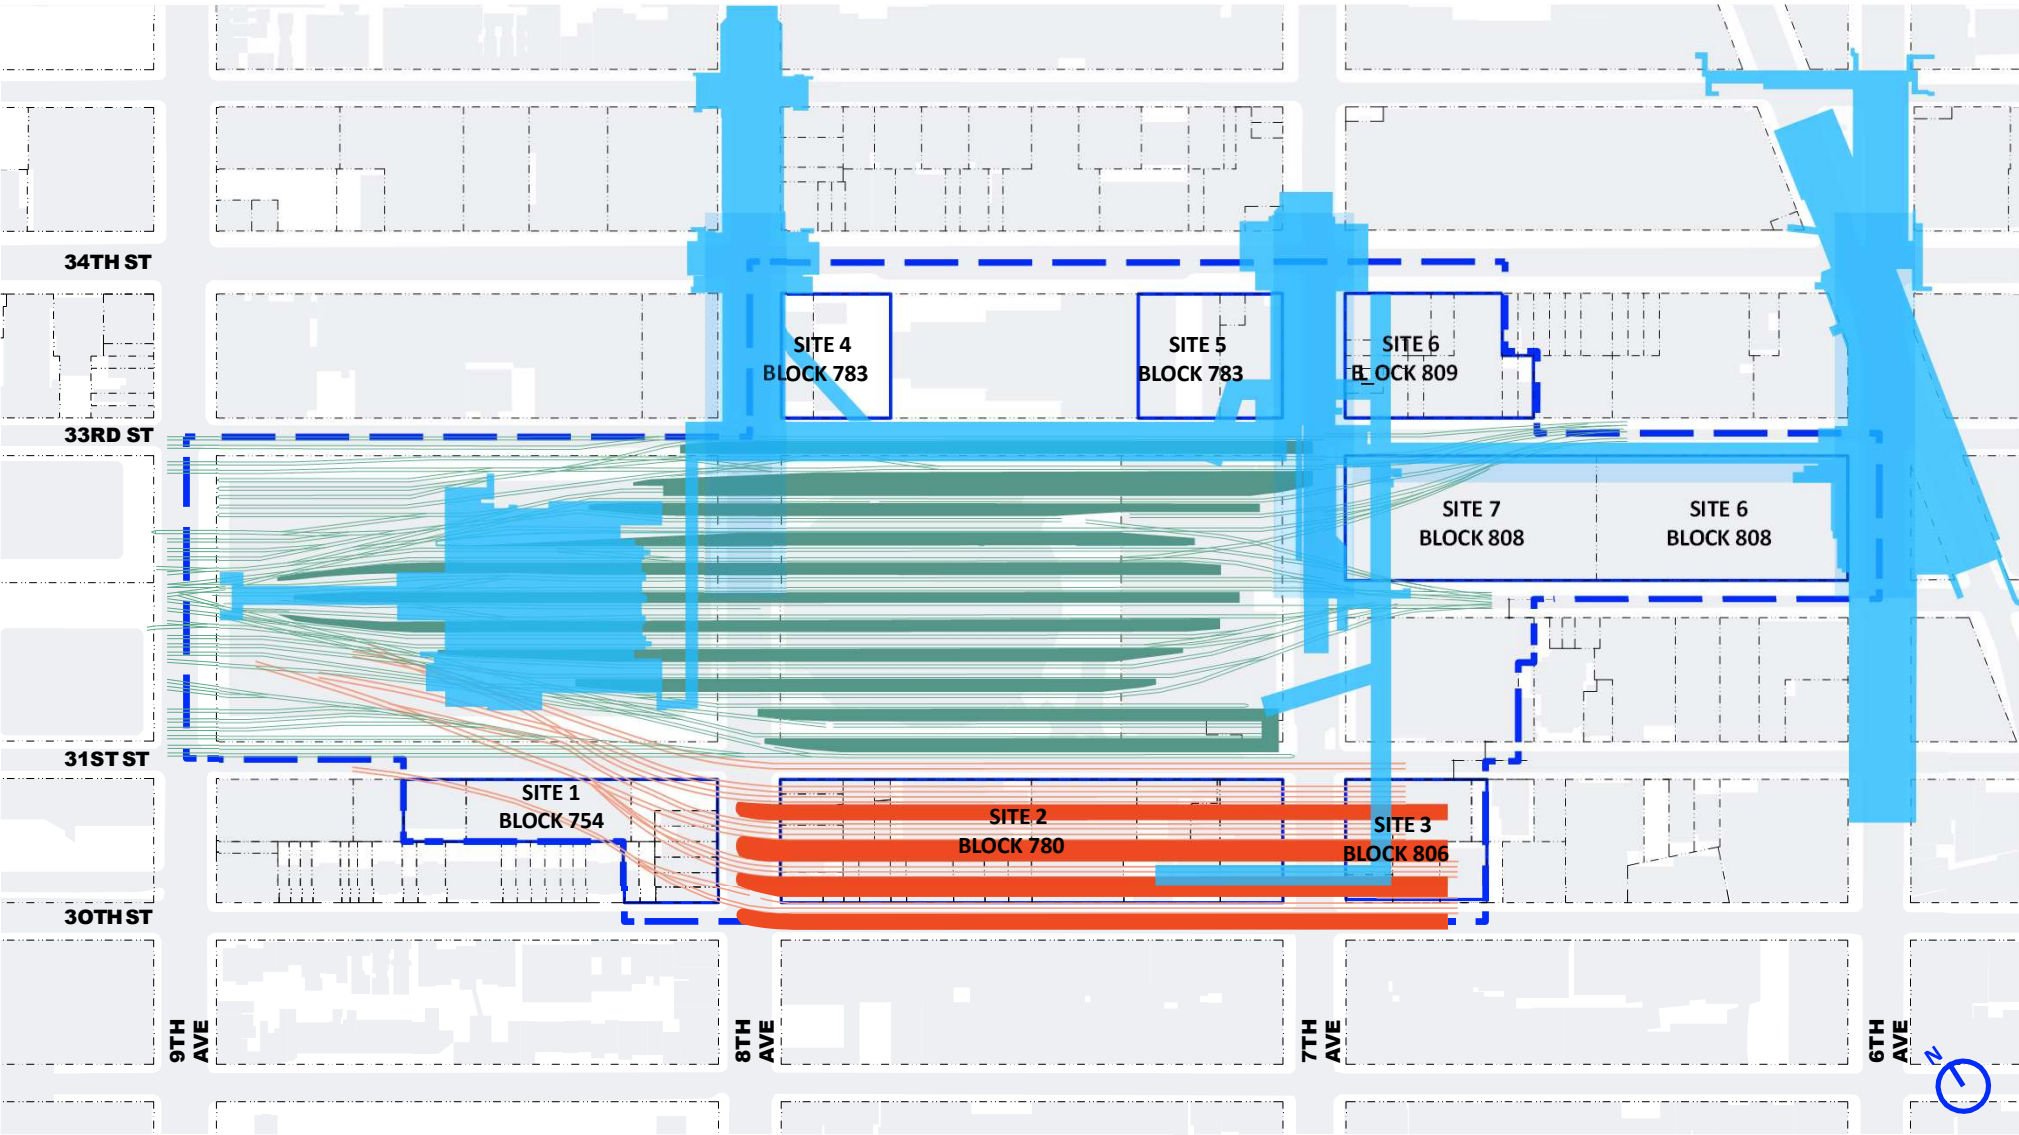 34TH ST
SITE 4
BLOCK 783
SITE 5
BLOCK 783
SITE 6
BLOCK 809
33RD ST
SITE 7
BLOCK 808
SITE 6
BLOCK 808
31ST ST
SITE 1
BLOCK 754
SITE 2
BLOCK 780
SITE 3
BLOCK 806
30TH ST
9TH
AVE
8TH
AVE
7TH
AVE
6TH
AVE
N